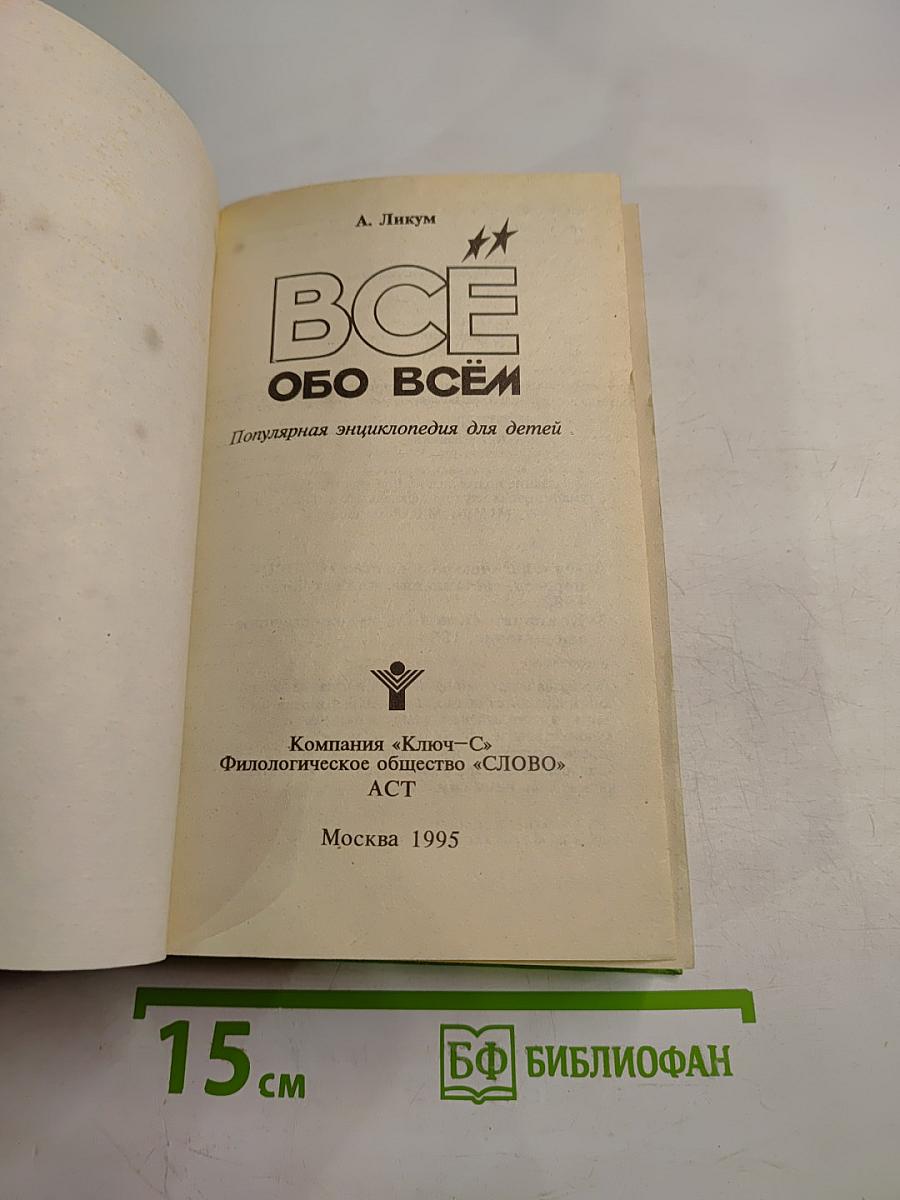 А. Ликум
ВСЁ
ОБО ВСЁМ
Популярная энциклопедия для детей
Компания «Ключ—С»
Филологическое общество «СЛОВО»
АСТ
Москва 1995
15 см
БФ БИБЛИОФАН